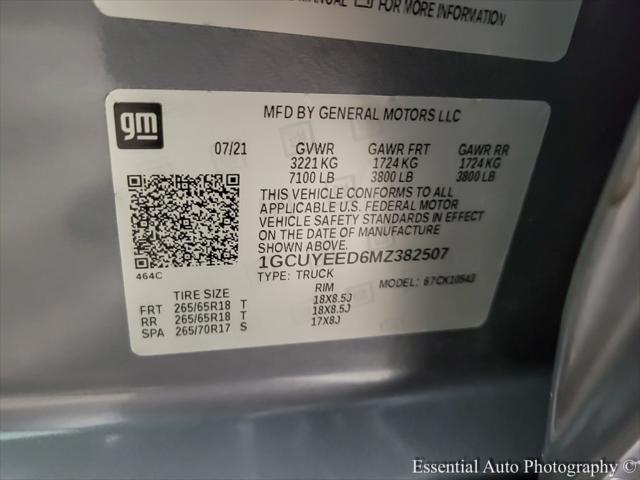 MANUAL FOR MORE INFORMATION
gm
MFD BY GENERAL MOTORS LLC
07/21 GVWR GAWR FRT GAWR RR
3221 KG 1724 KG 1724 KG
7100 LB 3800 LB 3800 LB
THIS VEHICLE CONFORMS TO ALL
APPLICABLE U.S. FEDERAL MOTOR
VEHICLE SAFETY STANDARDS IN EFFECT
ON THE DATE OF MANUFACTURE
SHOWN ABOVE.
1GCUYEED6MZ382507
464C TYPE: TRUCK MODEL: 67CK10543
TIRE SIZE RIM
FRT 265/65R18 T 18X8.5J
RR 265/65R18 T 18X8.5J
SPA 265/70R17 S 17X8J
Essential Auto Photography ©